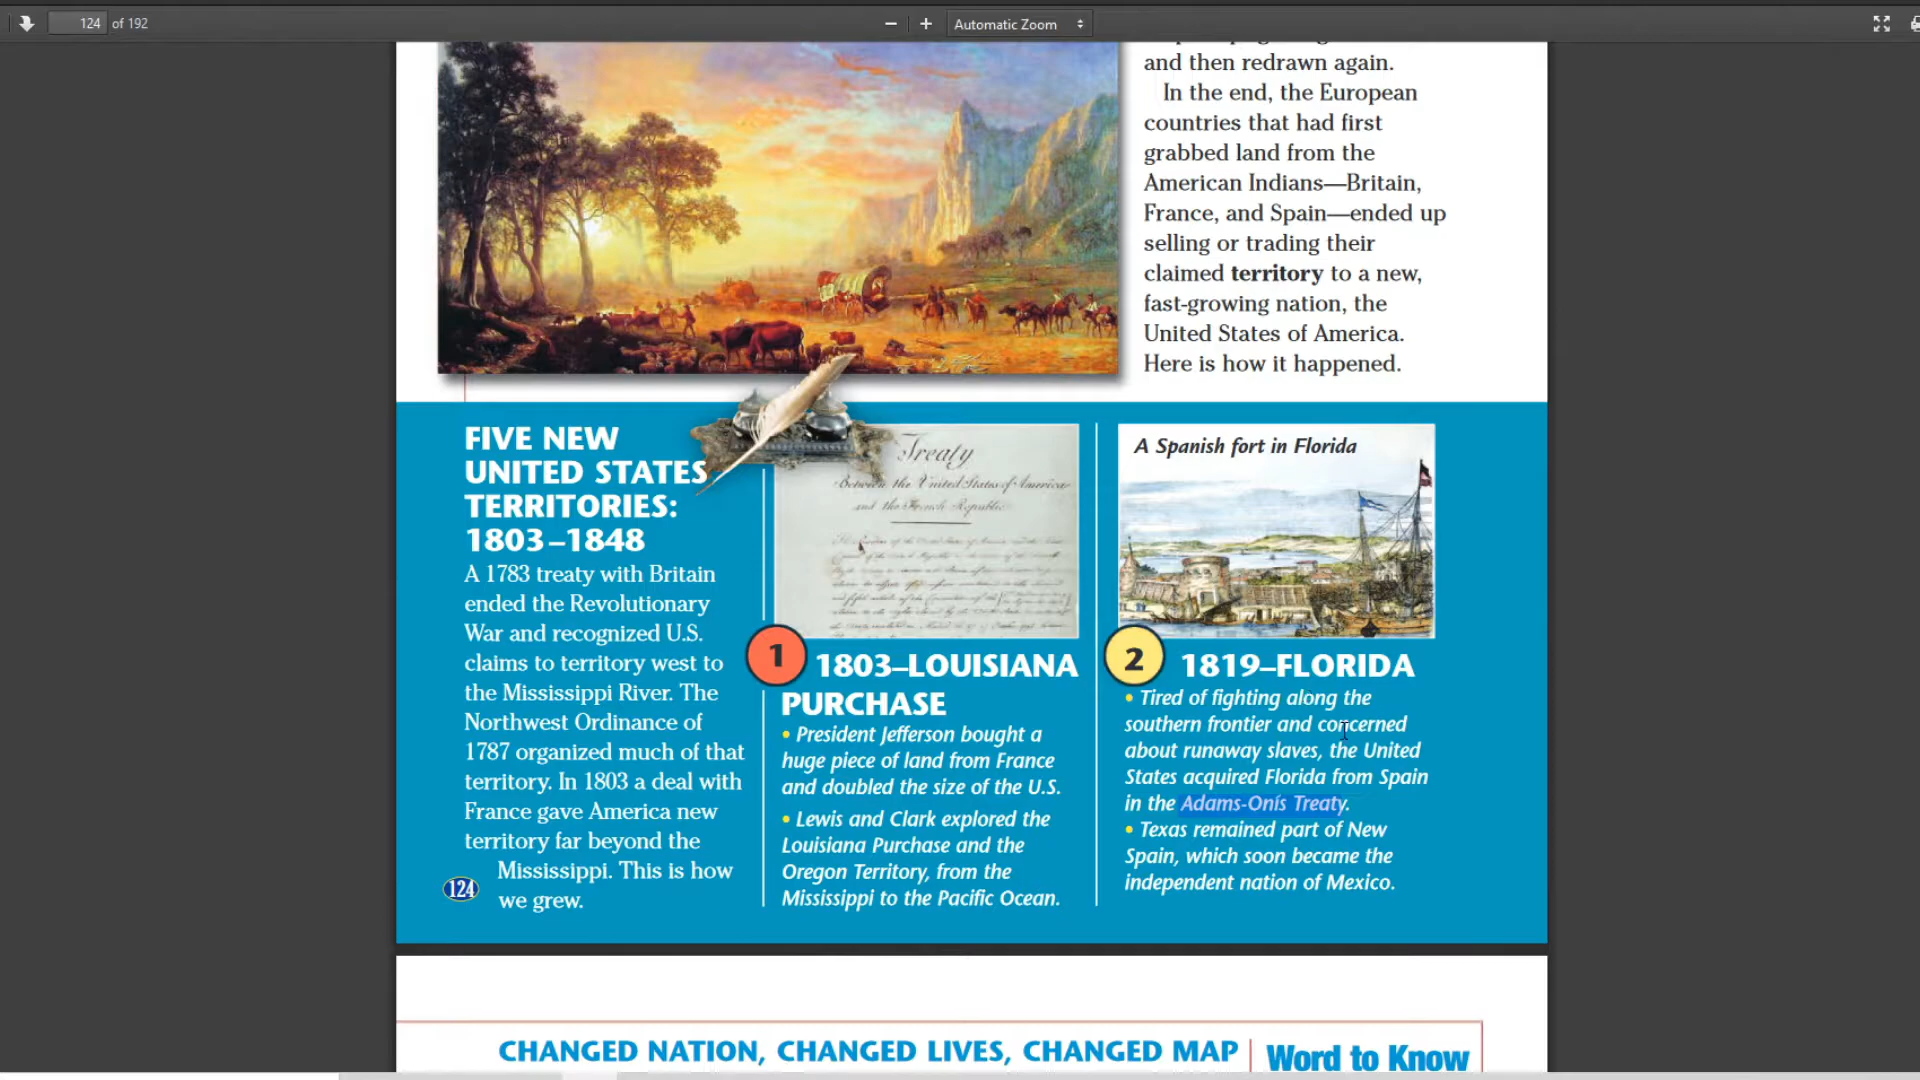 124 of 192
Automatic Zoom
and then redrawn again.
In the end, the European
countries that had first
grabbed land from the
American Indians—Britain,
France, and Spain—ended up
selling or trading their
claimed territory to a new,
fast-growing nation, the
United States of America.
Here is how it happened.
FIVE NEW
UNITED STATES
TERRITORIES:
1803–1848
A 1783 treaty with Britain
ended the Revolutionary
War and recognized U.S.
claims to territory west to
the Mississippi River. The
Northwest Ordinance of
1787 organized much of that
territory. In 1803 a deal with
France gave America new
territory far beyond the
Mississippi. This is how
we grew.
124
Treaty
Between the United States of America
and the French Republic
1
1803–LOUISIANA
PURCHASE
• President Jefferson bought a
huge piece of land from France
and doubled the size of the U.S.
• Lewis and Clark explored the
Louisiana Purchase and the
Oregon Territory, from the
Mississippi to the Pacific Ocean.
A Spanish fort in Florida
2
1819–FLORIDA
• Tired of fighting along the
southern frontier and concerned
about runaway slaves, the United
States acquired Florida from Spain
in the Adams-Onís Treaty.
• Texas remained part of New
Spain, which soon became the
independent nation of Mexico.
CHANGED NATION, CHANGED LIVES, CHANGED MAP
Word to Know